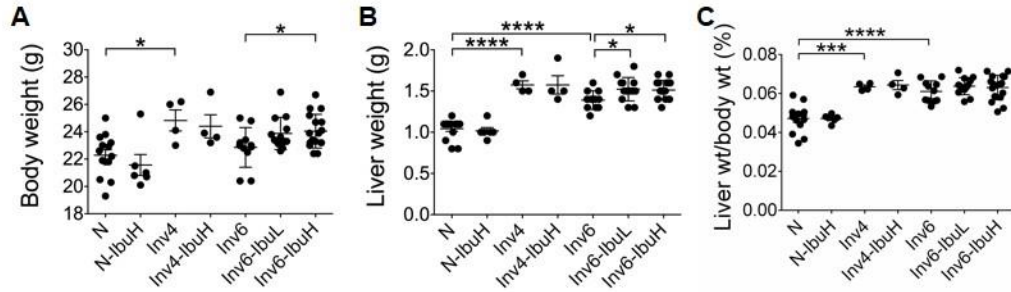 A
Body weight (g)
30
28
26
24
22
20
18
*
*
N
N-IbuH
Inv4
Inv4-IbuH
Inv6
Inv6-IbuL
Inv6-IbuH
B
Liver weight (g)
2.0
1.5
1.0
0.5
0.0
****
****
*
*
N
N-IbuH
Inv4
Inv4-IbuH
Inv6
Inv6-IbuL
Inv6-IbuH
C
Liver wt/body wt (%)
0.08
0.06
0.04
0.02
0.00
****
***
N
N-IbuH
Inv4
Inv4-IbuH
Inv6
Inv6-IbuL
Inv6-IbuH